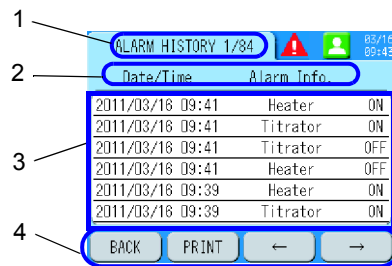 1
ALARM HISTORY 1/84
03/16
09:43
2
Date/Time Alarm Info.
3
2011/03/16 09:41 Heater ON
2011/03/16 09:41 Titrator ON
2011/03/16 09:41 Titrator OFF
2011/03/16 09:41 Heater OFF
2011/03/16 09:39 Heater ON
2011/03/16 09:39 Titrator ON
4
BACK PRINT ← →